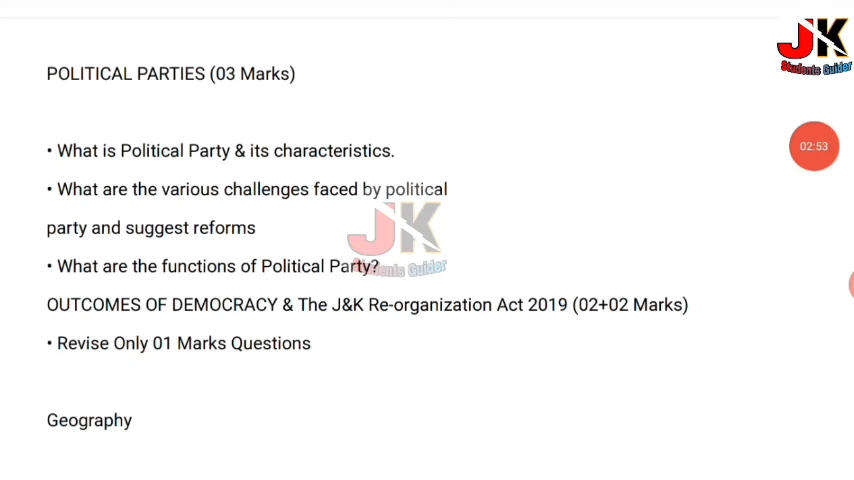 JK
Students Guider
POLITICAL PARTIES (03 Marks)
02:53
• What is Political Party & its characteristics.
• What are the various challenges faced by political
party and suggest reforms
JK
Students Guider
• What are the functions of Political Party?
OUTCOMES OF DEMOCRACY & The J&K Re-organization Act 2019 (02+02 Marks)
• Revise Only 01 Marks Questions
Geography